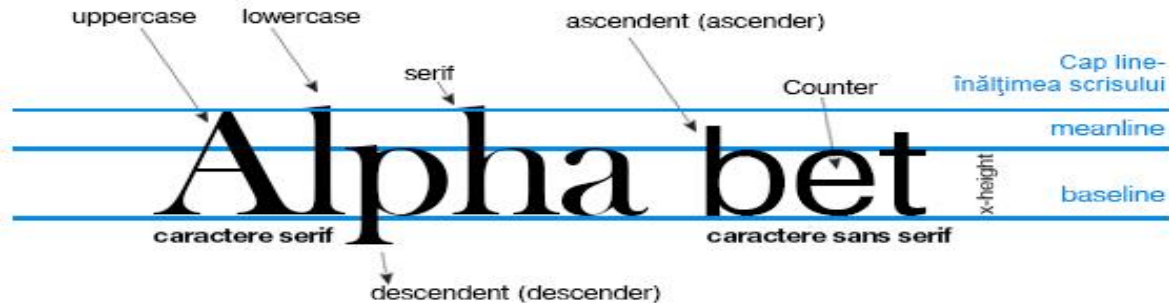 uppercase lowercase ascendent (ascender)
serif Counter Cap line-
înălţimea scrisului
meanline
Alpha bet x-height
baseline
caractere serif caractere sans serif
descendent (descender)